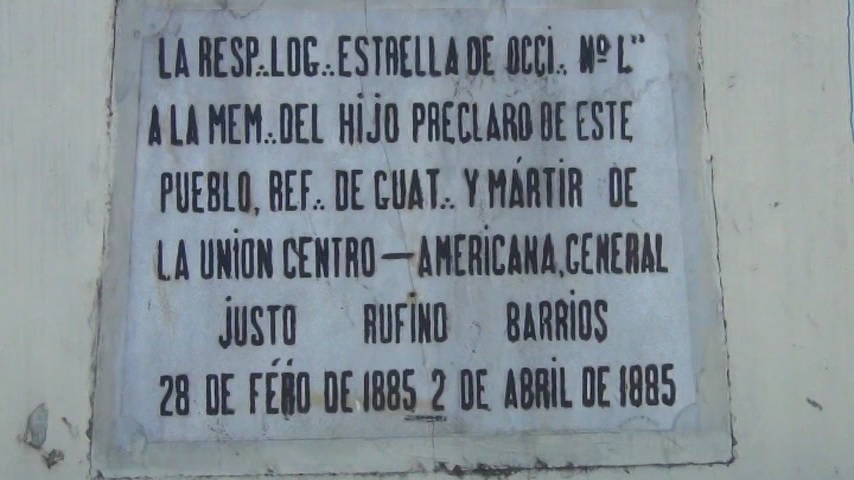 LA RESP∴LOG∴ESTRELLA DE OCCI∴ Nº L"
A LA MEM∴DEL HIJO PRECLARO DE ESTE
PUEBLO, REF∴ DE GUAT∴ Y MÁRTIR DE
LA UNION CENTRO—AMERICANA, GENERAL
JUSTO RUFINO BARRIOS
28 DE FÉRO DE 1885 2 DE ABRIL DE 1885